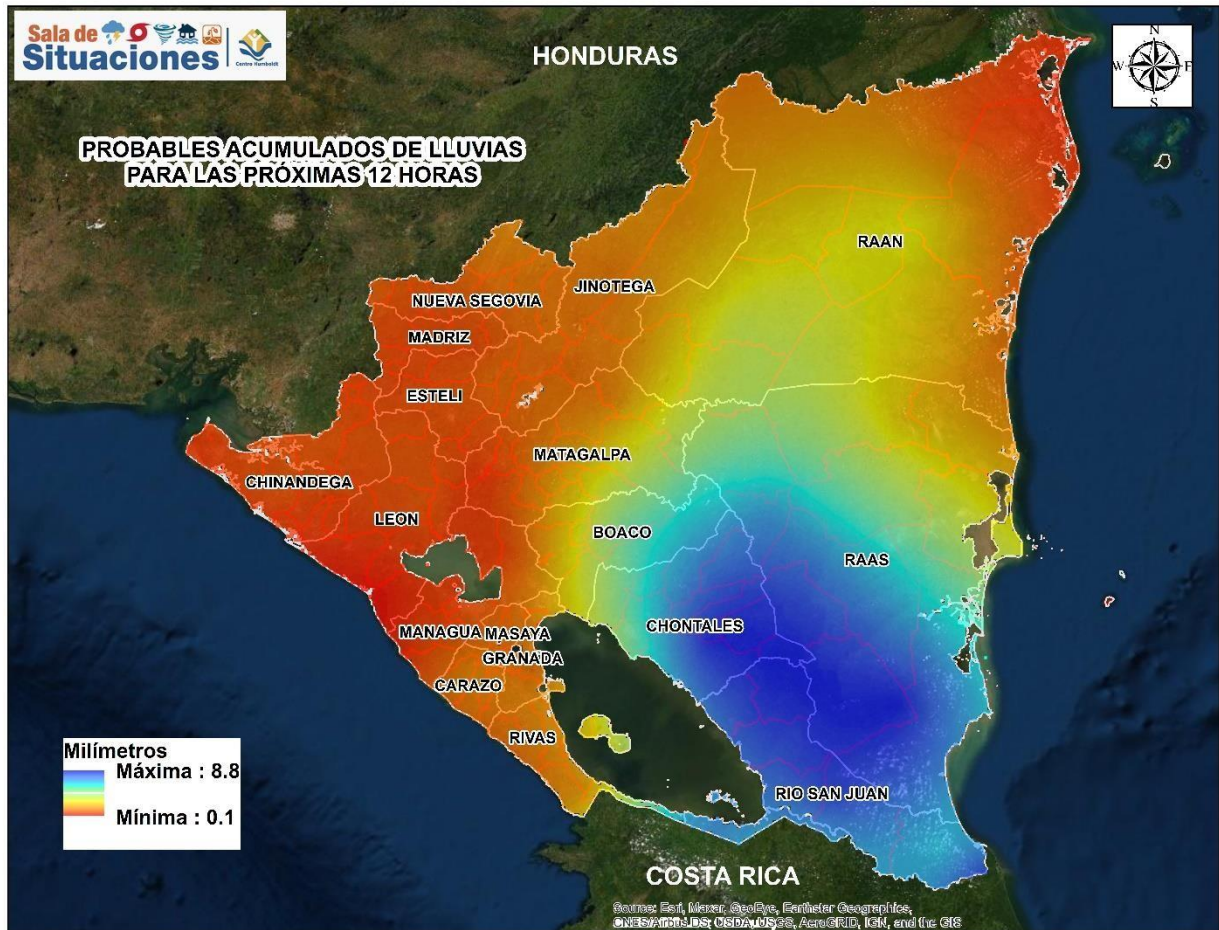 Sala de
Situaciones
Centro Humboldt
HONDURAS
N
W E
S
PROBABLES ACUMULADOS DE LLUVIAS
PARA LAS PRÓXIMAS 12 HORAS
RAAN
JINOTEGA
NUEVA SEGOVIA
MADRIZ
ESTELI
MATAGALPA
CHINANDEGA
LEON
BOACO
RAAS
CHONTALES
MANAGUA MASAYA
GRANADA
CARAZO
RIVAS
Milímetros
Máxima : 8.8
Mínima : 0.1
RIO SAN JUAN
COSTA RICA
Source: Esri, Maxar, GeoEye, Earthstar Geographics,
CNES/Airbus DS, USDA, USGS, AeroGRID, IGN, and the GIS